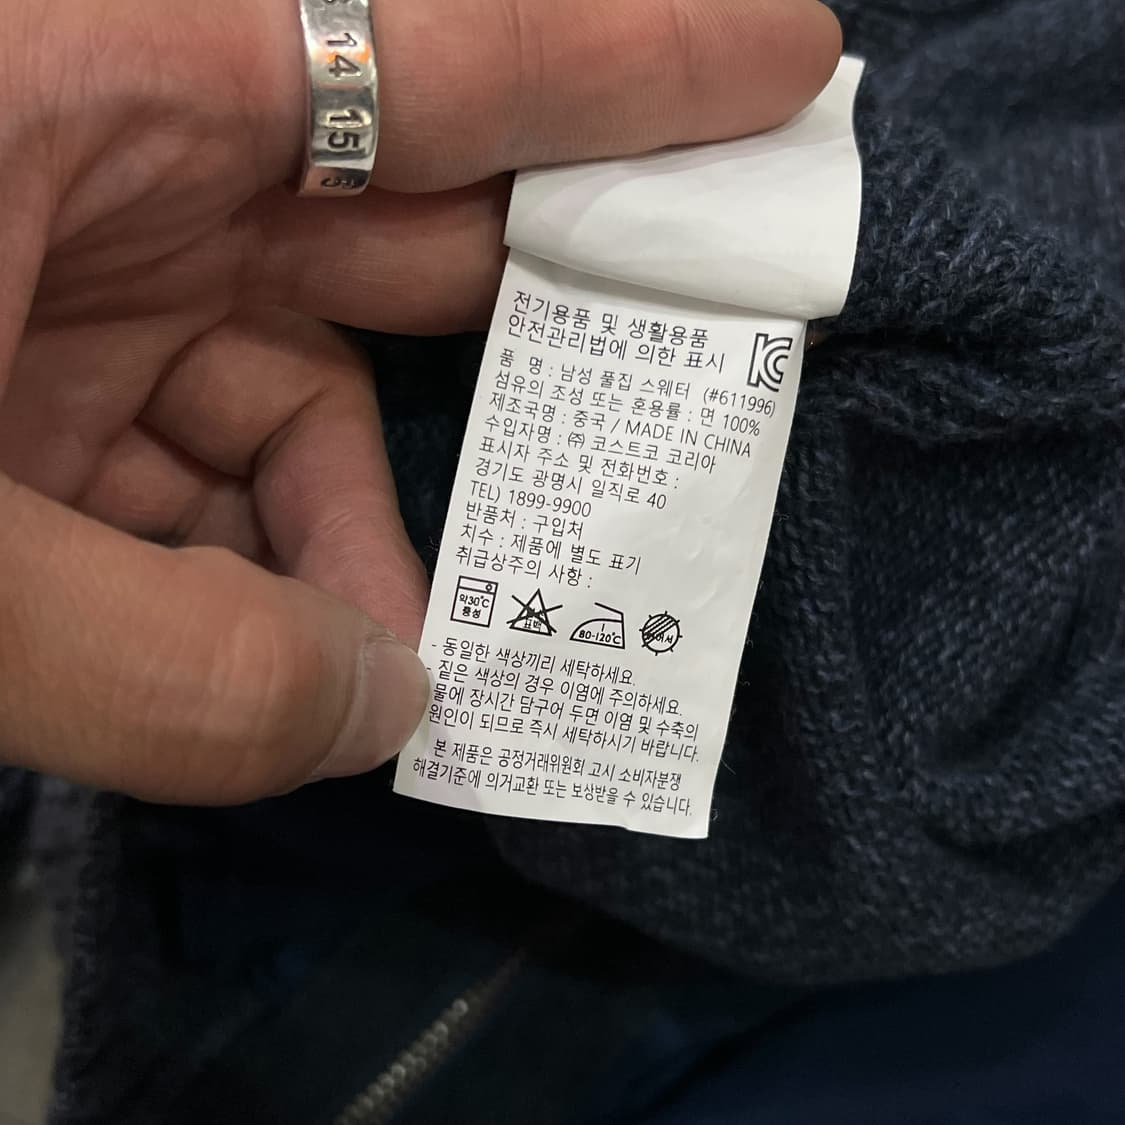 14
15
전기용품 및 생활용품
안전관리법에 의한 표시
품 명 : 남성 풀집 스웨터 (#611996)
섬유의 조성 또는 혼용률 : 면 100%
제조국명 : 중국 / MADE IN CHINA
수입자명 : ㈜ 코스트코 코리아
표시자 주소 및 전화번호 :
경기도 광명시 일직로 40
TEL) 1899-9900
반품처 : 구입처
치수 : 제품에 별도 표기
취급상주의 사항 :
약30℃
중성
표백
80-120℃
- 동일한 색상끼리 세탁하세요.
- 짙은 색상의 경우 이염에 주의하세요.
물에 장시간 담구어 두면 이염 및 수축의
원인이 되므로 즉시 세탁하시기 바랍니다.
본 제품은 공정거래위원회 고시 소비자분쟁
해결기준에 의거교환 또는 보상받을 수 있습니다.